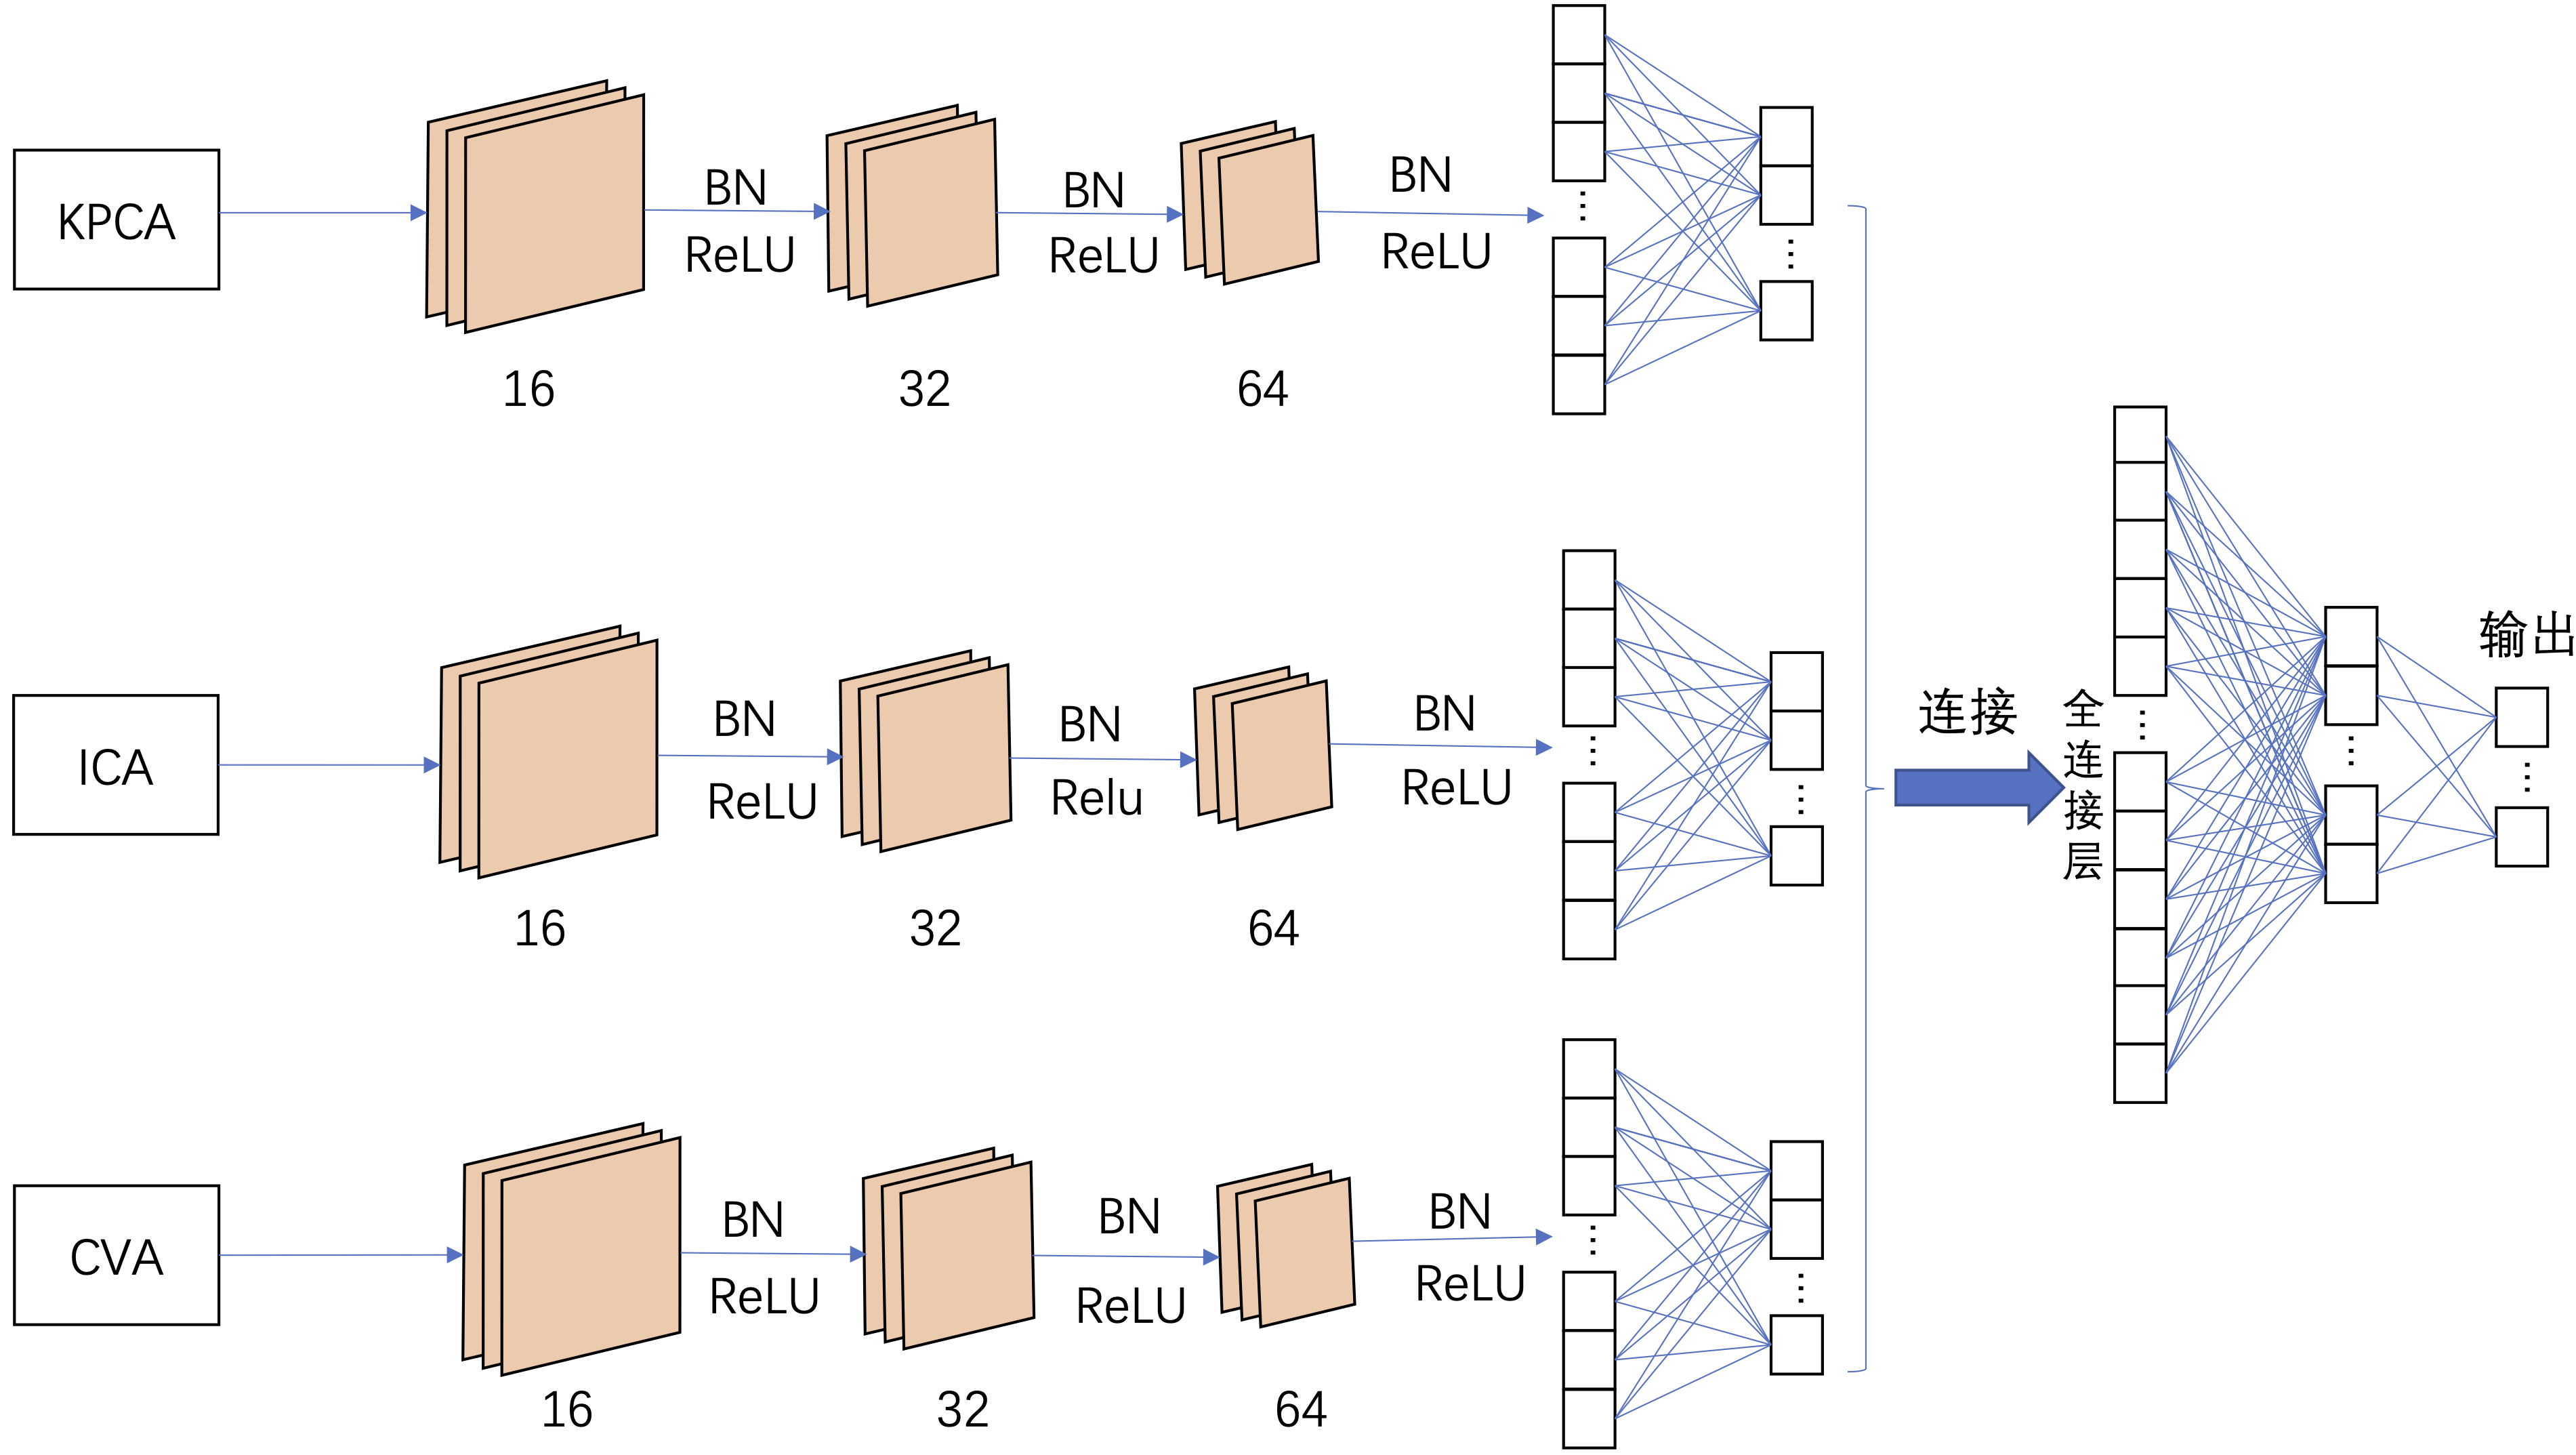 KPCA
BN
ReLU
BN
ReLU
BN
ReLU
16
32
64
ICA
BN
ReLU
BN
Relu
BN
ReLU
16
32
64
CVA
BN
ReLU
BN
ReLU
BN
ReLU
16
32
64
连接
全
连
接
层
输出